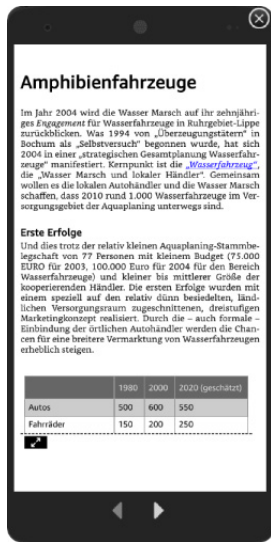 Amphibienfahrzeuge
Im Jahr 2004 wird die Wasser Marsch auf ihr zehnjähri-
ges Engagement für Wasserfahrzeuge in Ruhrgebiet-Lippe
zurückblicken. Was 1994 von „Überzeugungstätern“ in
Bochum als „Selbstversuch“ begonnen wurde, hat sich
2004 in einer „strategischen Gesamtplanung Wasserfahr-
zeuge“ manifestiert. Kernpunkt ist die „Wasserfahrzeug“,
die „Wasser Marsch und lokaler Händler“. Gemeinsam
wollen es die lokalen Autohändler und die Wasser Marsch
schaffen, dass 2010 rund 1.000 Wasserfahrzeuge im Ver-
sorgungsgebiet der Aquaplaning unterwegs sind.
Erste Erfolge
Und dies trotz der relativ kleinen Aquaplaning-Stammbe-
legschaft von 77 Personen mit kleinem Budget (75.000
EURO für 2003, 100.000 Euro für 2004 für den Bereich
Wasserfahrzeuge) und kleiner bis mittlerer Größe der
kooperierenden Händler. Die ersten Erfolge wurden mit
einem speziell auf den relativ dünn besiedelten, länd-
lichen Versorgungsraum zugeschnittenen, dreistufigen
Marketingkonzept realisiert. Durch die – auch formale –
Einbindung der örtlichen Autohändler werden die Chan-
cen für eine breitere Vermarktung von Wasserfahrzeugen
erheblich steigen.
1980 2000 2020 (geschätzt)
Autos 500 600 550
Fahrräder 150 200 250